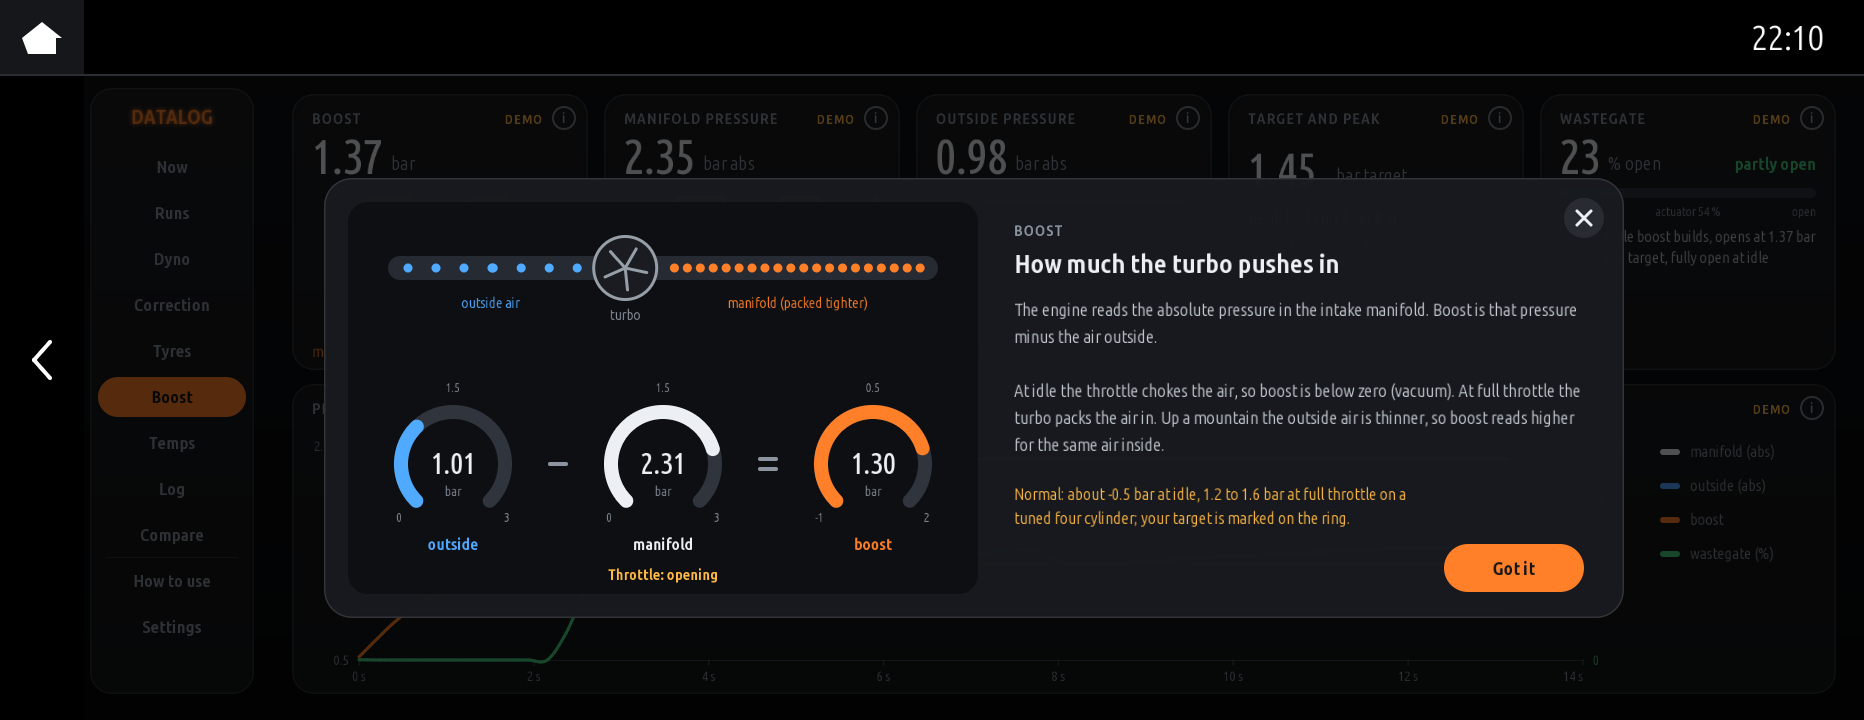 22:10
DATALOG
Now
Runs
Dyno
Correction
Tyres
Boost
Temps
Log
Compare
How to use
Settings
BOOST DEMO i
1.37 bar
MANIFOLD PRESSURE DEMO i
2.35 bar abs
OUTSIDE PRESSURE DEMO i
0.98 bar abs
TARGET AND PEAK DEMO i
1.45 bar target
WASTEGATE DEMO i
23 % open partly open
actuator 54 % open
boost builds, opens at 1.37 bar
target, fully open at idle
outside air
turbo
manifold (packed tighter)
1.5
1.01
bar
0 3
outside
−
1.5
2.31
bar
0 3
manifold
=
0.5
1.30
bar
-1 2
boost
Throttle: opening
BOOST
How much the turbo pushes in
The engine reads the absolute pressure in the intake manifold. Boost is that pressure
minus the air outside.
At idle the throttle chokes the air, so boost is below zero (vacuum). At full throttle the
turbo packs the air in. Up a mountain the outside air is thinner, so boost reads higher
for the same air inside.
Normal: about -0.5 bar at idle, 1.2 to 1.6 bar at full throttle on a
tuned four cylinder; your target is marked on the ring.
Got it
DEMO i
manifold (abs)
outside (abs)
boost
wastegate (%)
0.5 0
0 s 2 s 4 s 6 s 8 s 10 s 12 s 14 s